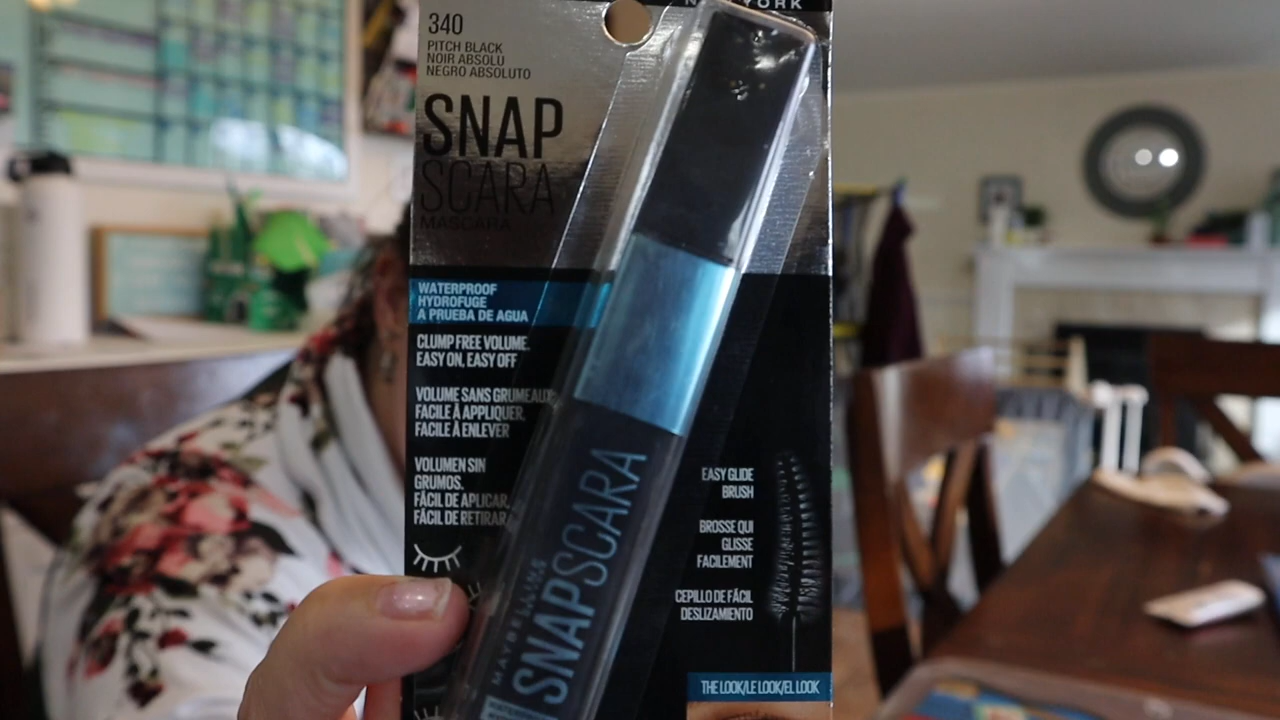 YORK
340
PITCH BLACK
NOIR ABSOLU
NEGRO ABSOLUTO
SNAP
SCARA
MASCARA
WATERPROOF
HYDROFUGE
A PRUEBA DE AGUA
CLUMP FREE VOLUME.
EASY ON, EASY OFF
VOLUME SANS GRUMEAUX.
FACILE À APPLIQUER.
FACILE À ENLEVER
VOLUMEN SIN
GRUMOS.
FÁCIL DE APLICAR,
FÁCIL DE RETIRAR
MAYBELLINE
SNAPSCARA
EASY GLIDE
BRUSH
BROSSE QUI
GLISSE
FACILEMENT
CEPILLO DE FÁCIL
DESLIZAMIENTO
THE LOOK/LE LOOK/EL LOOK